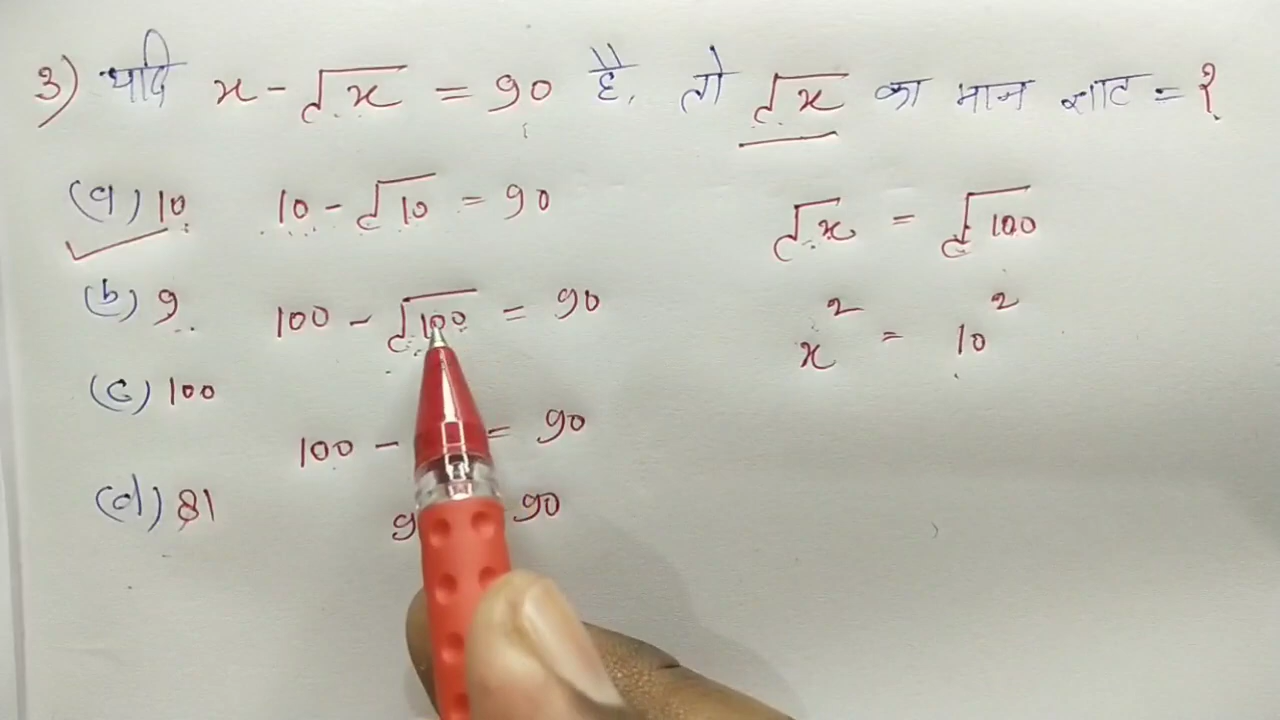 3) यदि x - √x = 90 है, तो √x का मान ज्ञात = ?
(a) 10 10 - √10 = 90
√x = √100
(b) 9 100 - √100 = 90
x² = 10²
(c) 100
100 - = 90
(d) 81 9 90